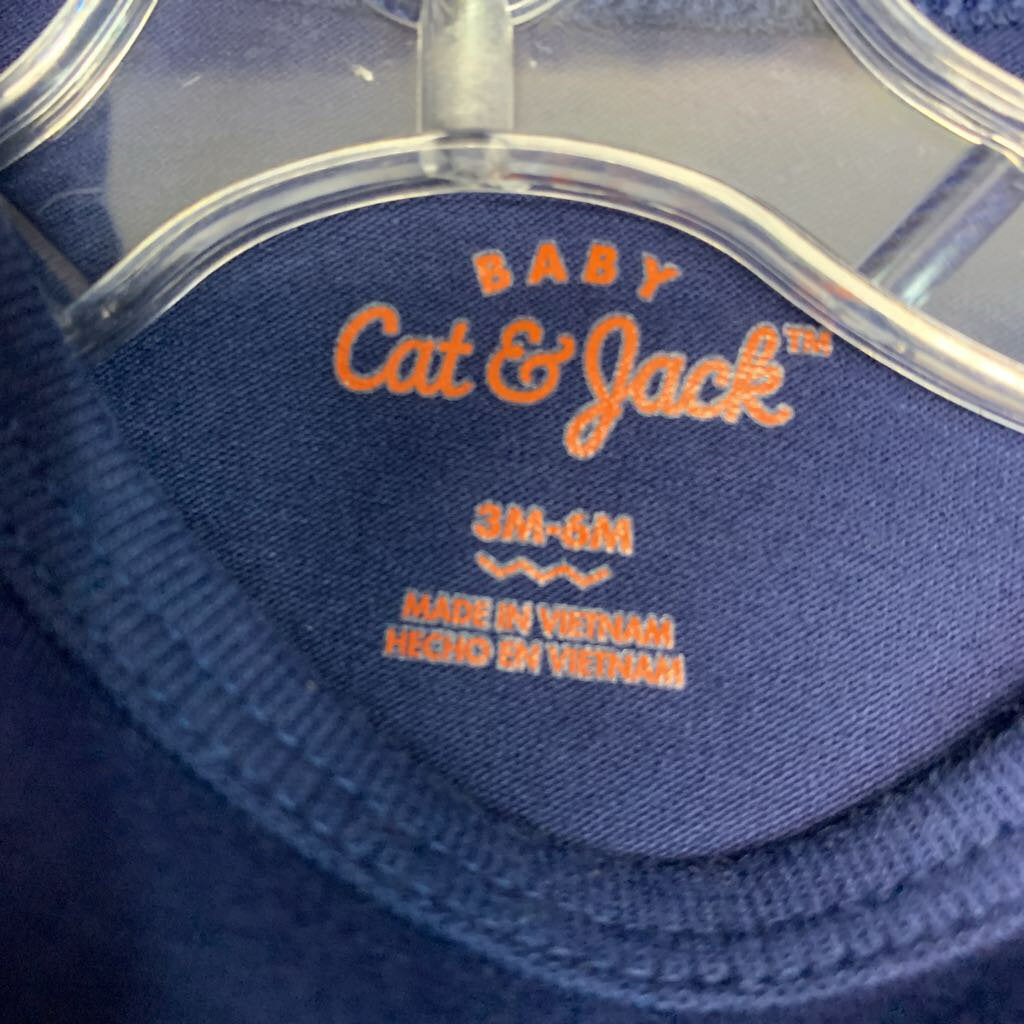 BABY
Cat & Jack™
3M-6M
MADE IN VIETNAM
HECHO EN VIETNAM